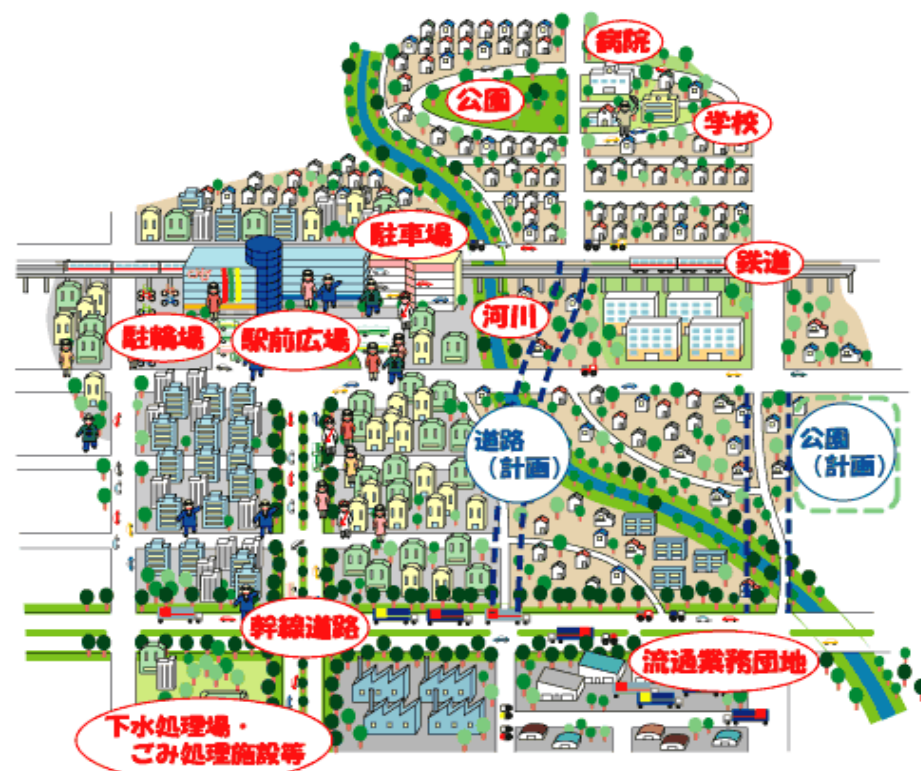 病院
公園
学校
駐車場
鉄道
河川
駐輪場
駅前広場
道路
(計画)
公園
(計画)
幹線道路
流通業務団地
下水処理場・
ごみ処理施設等